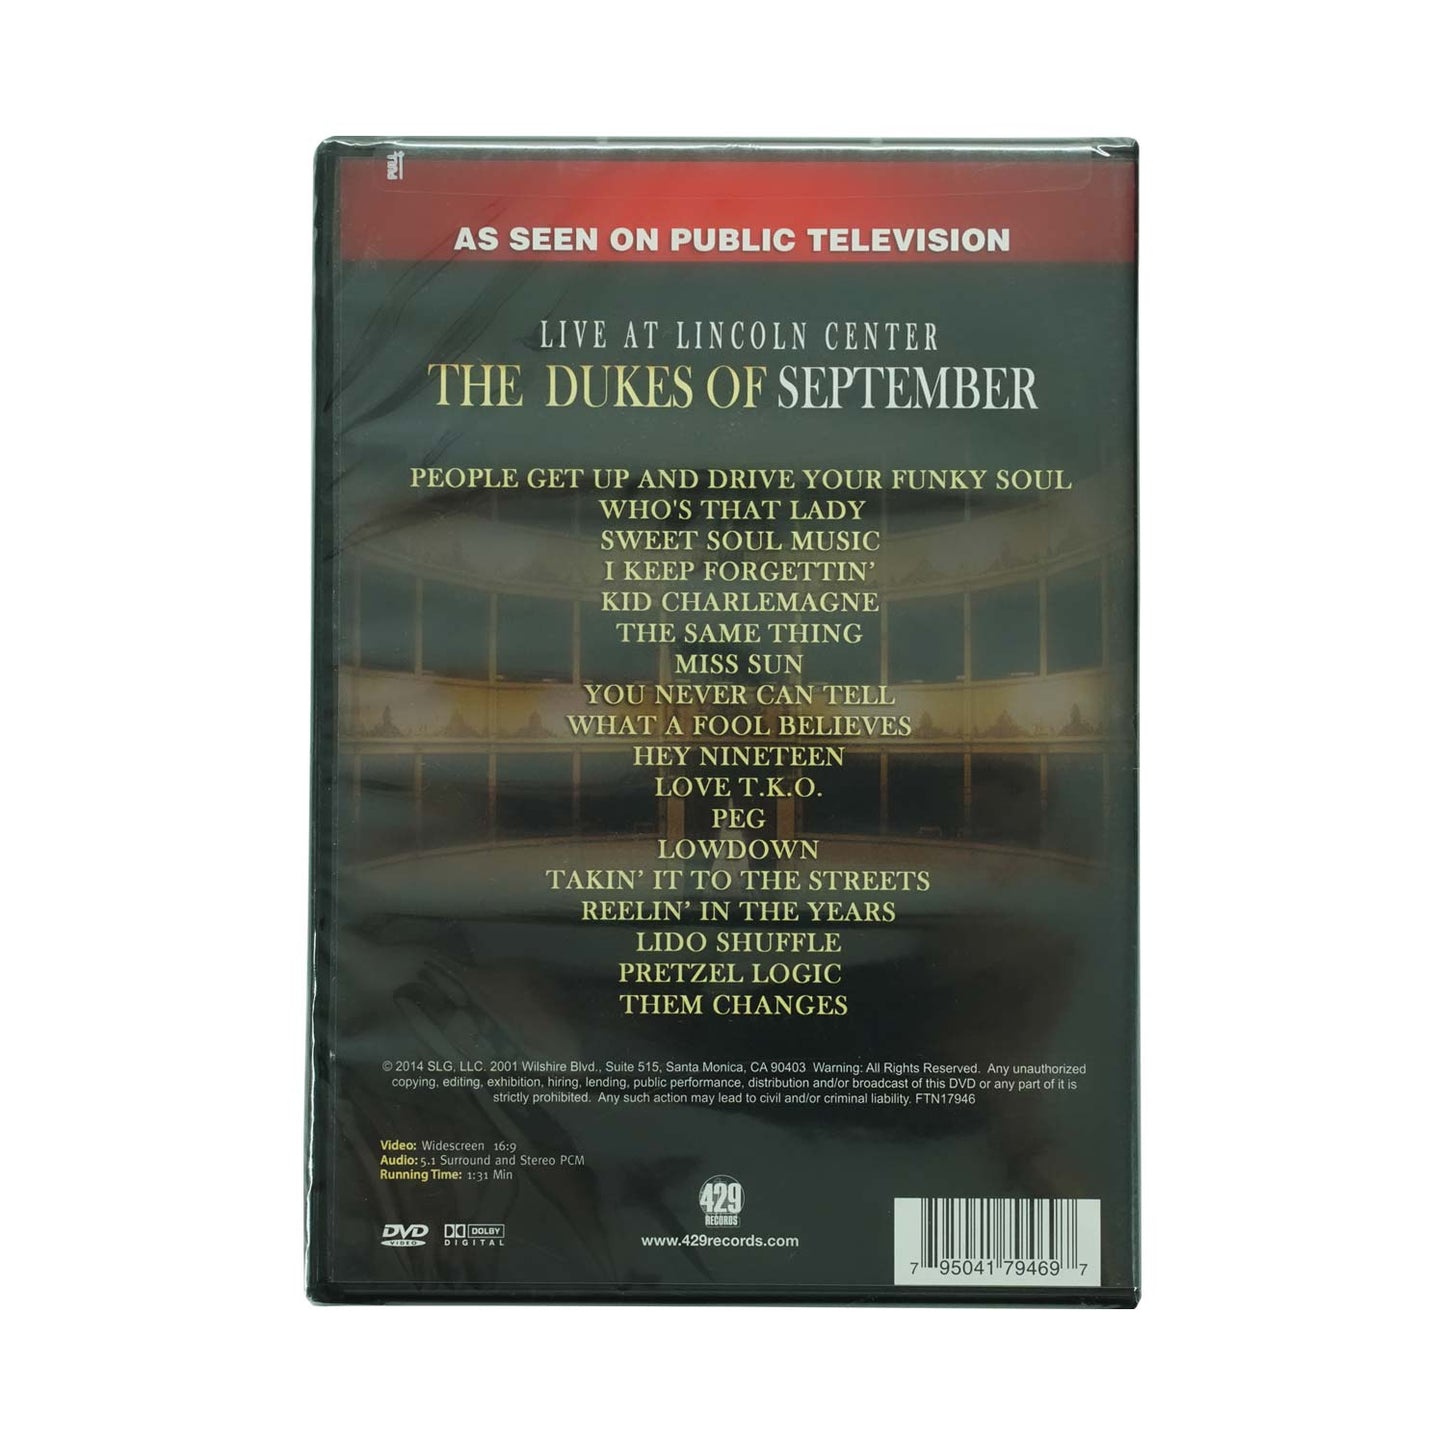 PULL
AS SEEN ON PUBLIC TELEVISION
LIVE AT LINCOLN CENTER
THE DUKES OF SEPTEMBER
PEOPLE GET UP AND DRIVE YOUR FUNKY SOUL
WHO'S THAT LADY
SWEET SOUL MUSIC
I KEEP FORGETTIN'
KID CHARLEMAGNE
THE SAME THING
MISS SUN
YOU NEVER CAN TELL
WHAT A FOOL BELIEVES
HEY NINETEEN
LOVE T.K.O.
PEG
LOWDOWN
TAKIN' IT TO THE STREETS
REELIN' IN THE YEARS
LIDO SHUFFLE
PRETZEL LOGIC
THEM CHANGES
© 2014 SLG, LLC. 2001 Wilshire Blvd., Suite 515, Santa Monica, CA 90403  Warning: All Rights Reserved.  Any unauthorized
copying, editing, exhibition, hiring, lending, public performance, distribution and/or broadcast of this DVD or any part of it is
strictly prohibited.  Any such action may lead to civil and/or criminal liability. FTN17946
Video: Widescreen 16:9
Audio: 5.1 Surround and Stereo PCM
Running Time: 1:31 Min
DVD
VIDEO
DOLBY
DIGITAL
429
RECORDS
www.429records.com
7 95041 79469 7